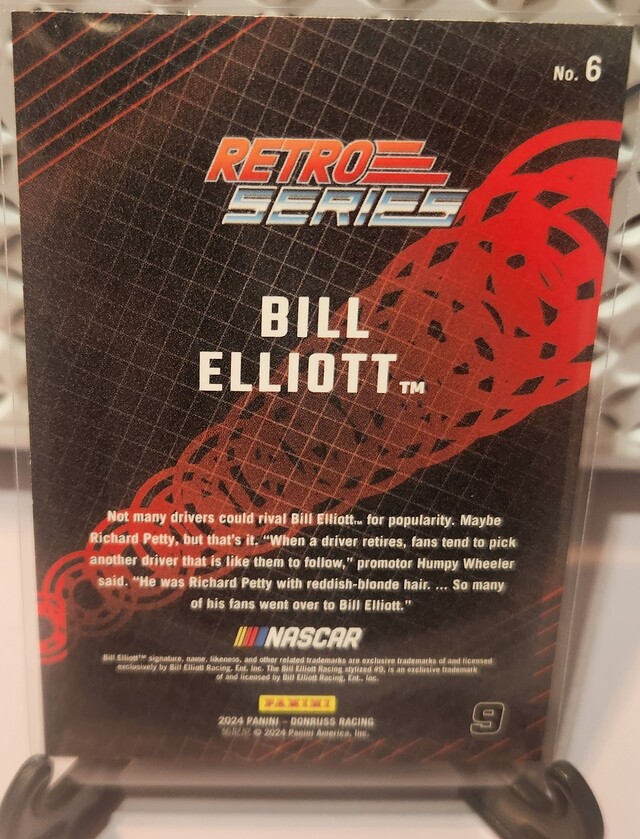 No. 6
RETRO
SERIES
BILL
ELLIOTT™
Not many drivers could rival Bill Elliott™ for popularity. Maybe
Richard Petty, but that's it. “When a driver retires, fans tend to pick
another driver that is like them to follow,” promotor Humpy Wheeler
said. “He was Richard Petty with reddish-blonde hair. ... So many
of his fans went over to Bill Elliott.”
NASCAR
Bill Elliott™ signature, name, likeness, and other related trademarks are exclusive trademarks of and licensed
exclusively by Bill Elliott Racing, Ent. Inc. The Bill Elliott Racing stylized #9, is an exclusive trademark
of and licensed by Bill Elliott Racing, Ent., Inc.
PANINI
2024 PANINI – DONRUSS RACING
© 2024 Panini America, Inc.
9